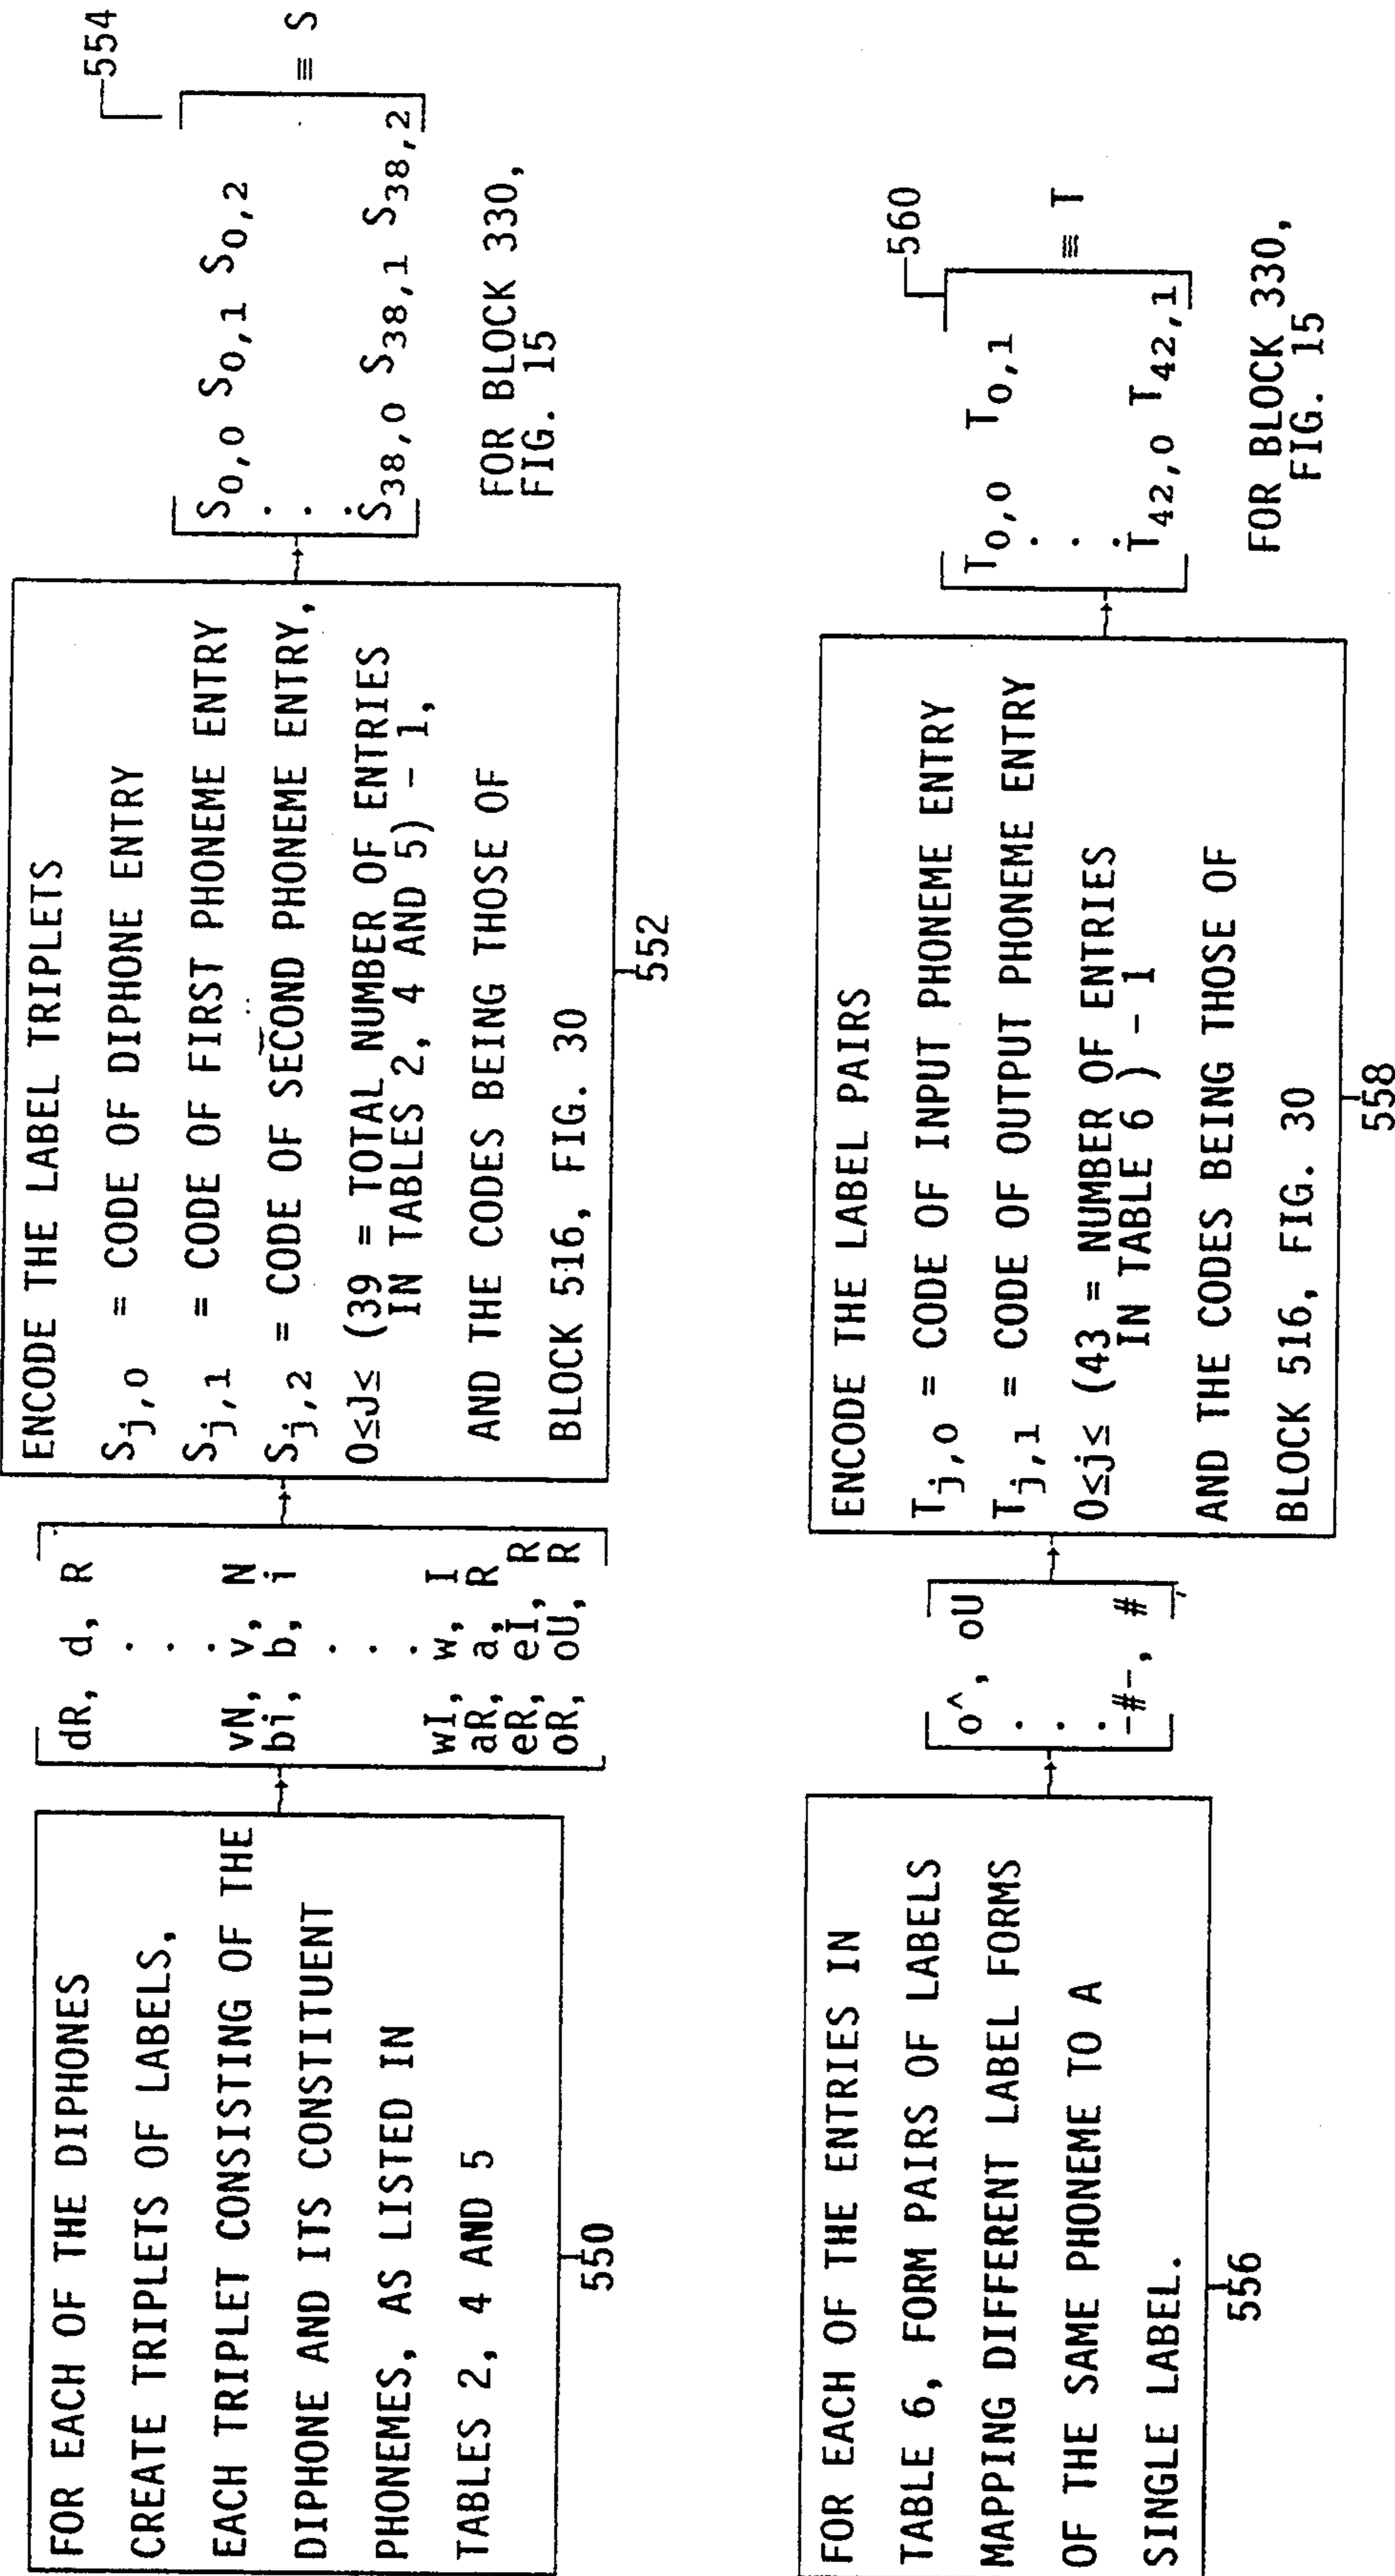 FOR EACH OF THE DIPHONES
CREATE TRIPLETS OF LABELS,
EACH TRIPLET CONSISTING OF THE
DIPHONE AND ITS CONSTITUENT
PHONEMES, AS LISTED IN
TABLES 2, 4 AND 5
550
dR, d, R
.
.
.
vN, v, N
bi, b, i
.
.
.
wI, w, I
aR, a, R
eR, eI, R
oR, oU, R
ENCODE THE LABEL TRIPLETS
Sj,0 = CODE OF DIPHONE ENTRY
Sj,1 = CODE OF FIRST PHONEME ENTRY
Sj,2 = CODE OF SECOND PHONEME ENTRY,
0≤J≤ (39 = TOTAL NUMBER OF ENTRIES
IN TABLES 2, 4 AND 5) - 1,
AND THE CODES BEING THOSE OF
BLOCK 516, FIG. 30
552
554
S0,0 S0,1 S0,2
.
.
.
S38,0 S38,1 S38,2
≡ S
FOR BLOCK 330,
FIG. 15
FOR EACH OF THE ENTRIES IN
TABLE 6, FORM PAIRS OF LABELS
MAPPING DIFFERENT LABEL FORMS
OF THE SAME PHONEME TO A
SINGLE LABEL.
556
o^, oU
.
.
.
-#-, #
ENCODE THE LABEL PAIRS
Tj,0 = CODE OF INPUT PHONEME ENTRY
Tj,1 = CODE OF OUTPUT PHONEME ENTRY
0≤j≤ (43 = NUMBER OF ENTRIES
IN TABLE 6 ) - 1
AND THE CODES BEING THOSE OF
BLOCK 516, FIG. 30
558
560
T0,0 T0,1
.
.
.
T42,0 T42,1
≡ T
FOR BLOCK 330,
FIG. 15